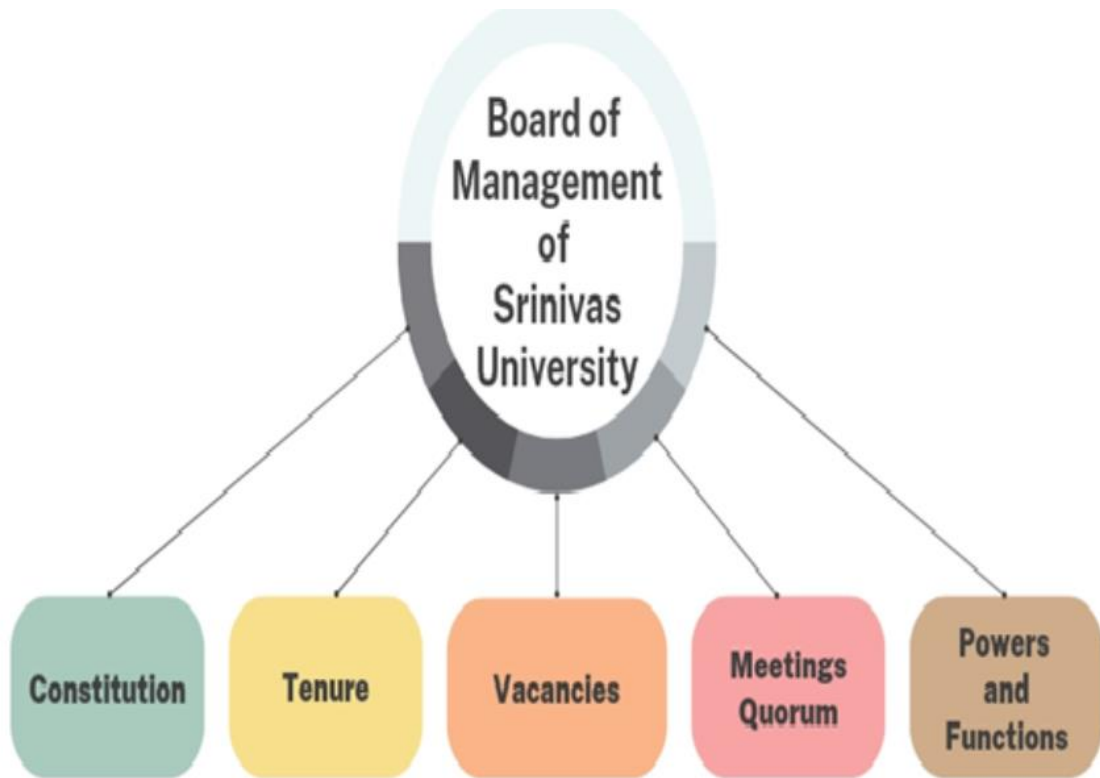 Board of
Management
of
Srinivas
University
Constitution
Tenure
Vacancies
Meetings
Quorum
Powers
and
Functions